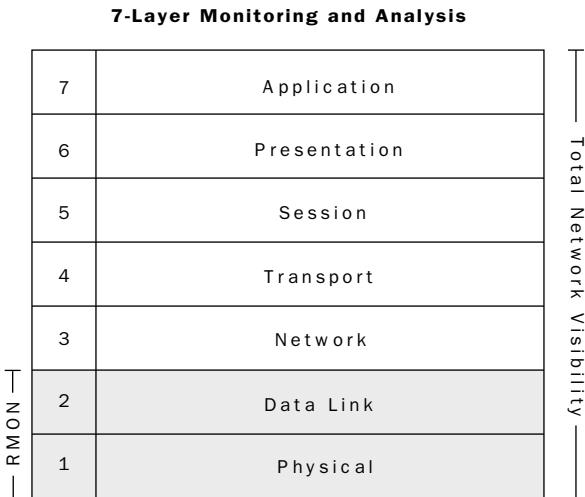 7-Layer Monitoring and Analysis
7 Application
6 Presentation
5 Session
4 Transport
3 Network
2 Data Link
1 Physical
RMON
Total Network Visibility